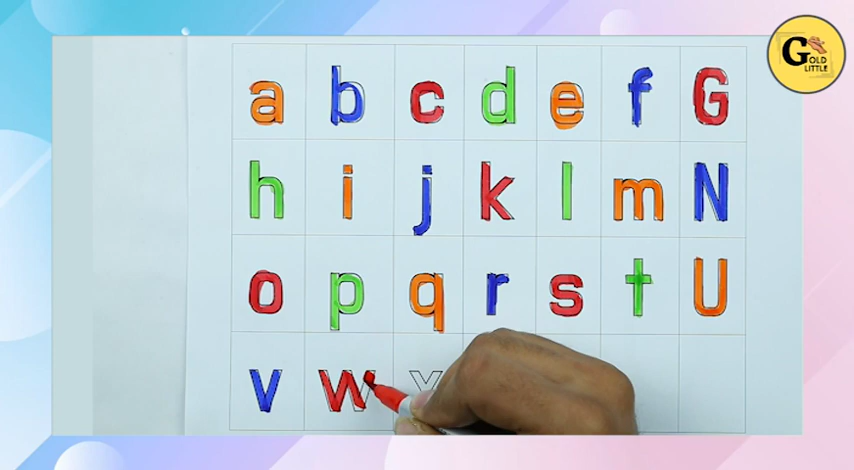 GOLD
LITTLE
a b c d e f G
h i j k l m N
o p q r s t U
v w x